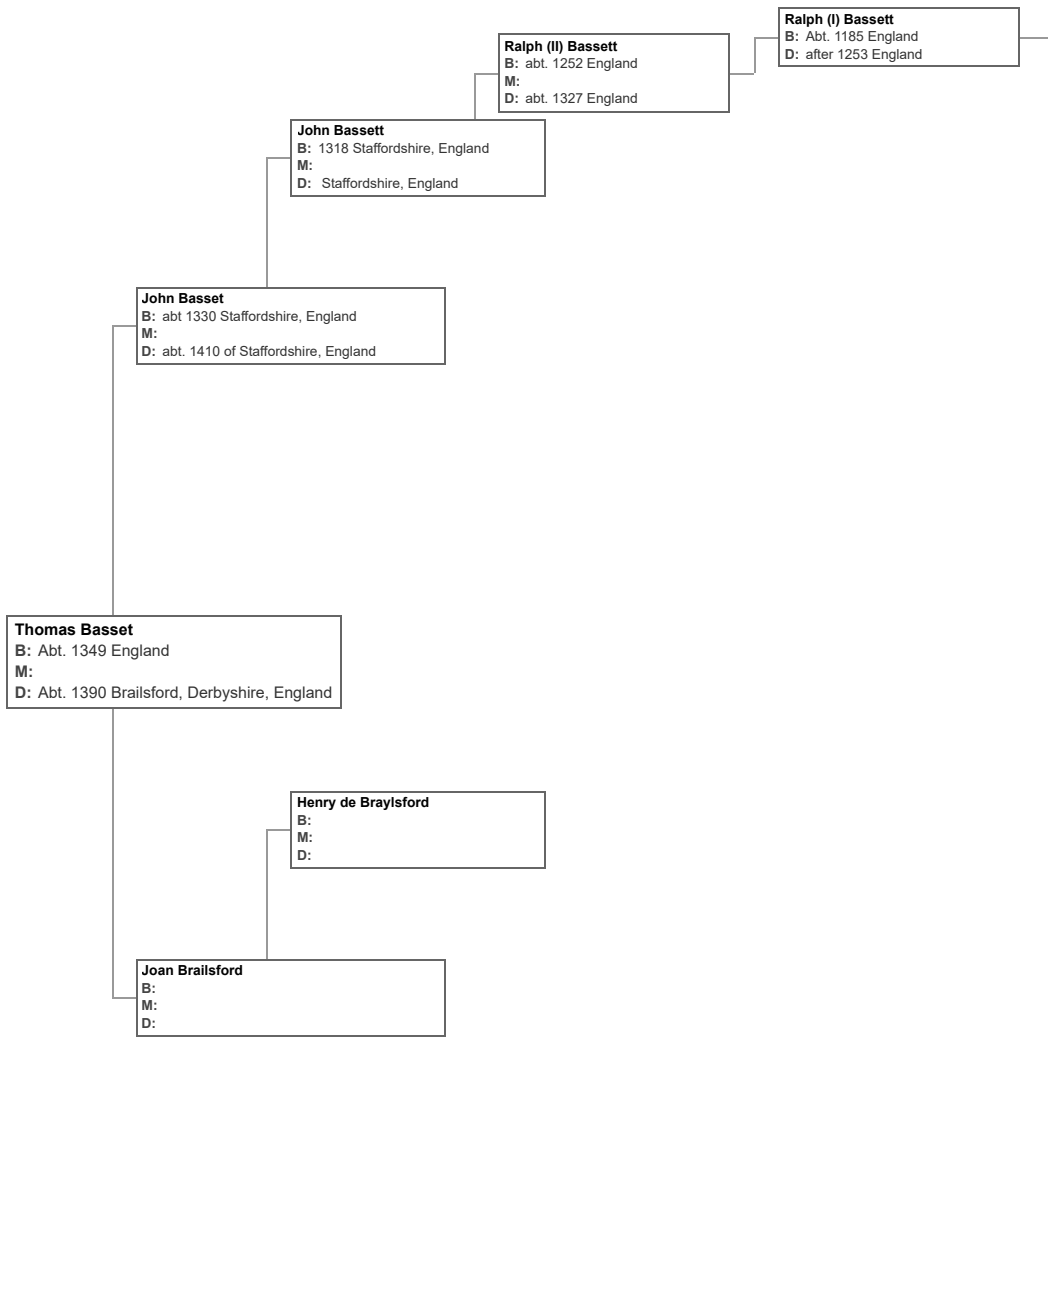 Ralph (I) Bassett
B: Abt. 1185 England
D: after 1253 England
Ralph (II) Bassett
B: abt. 1252 England
M:
D: abt. 1327 England
John Bassett
B: 1318 Staffordshire, England
M:
D: Staffordshire, England
John Basset
B: abt 1330 Staffordshire, England
M:
D: abt. 1410 of Staffordshire, England
Thomas Basset
B: Abt. 1349 England
M:
D: Abt. 1390 Brailsford, Derbyshire, England
Henry de Braylsford
B:
M:
D:
Joan Brailsford
B:
M:
D: